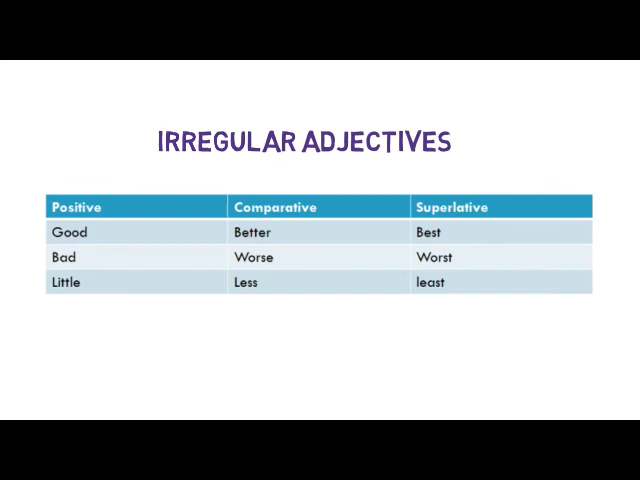 IRREGULAR ADJECTIVES
Positive Comparative Superlative
Good Better Best
Bad Worse Worst
Little Less least